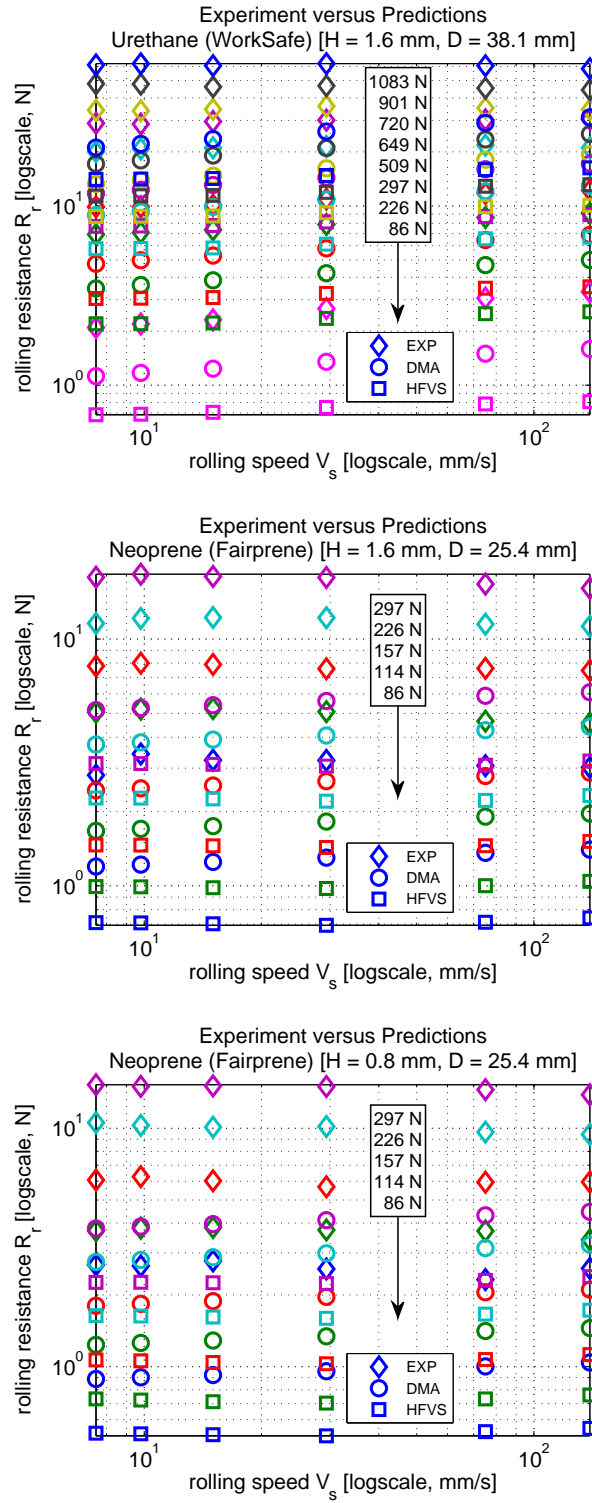 Experiment versus Predictions
Urethane (WorkSafe) [H = 1.6 mm, D = 38.1 mm]
rolling resistance R_r [logscale, N]
10^1
10^0
1083 N
901 N
720 N
649 N
509 N
297 N
226 N
86 N
EXP
DMA
HFVS
10^1
10^2
rolling speed V_s [logscale, mm/s]
Experiment versus Predictions
Neoprene (Fairprene) [H = 1.6 mm, D = 25.4 mm]
rolling resistance R_r [logscale, N]
10^1
10^0
297 N
226 N
157 N
114 N
86 N
EXP
DMA
HFVS
10^1
10^2
rolling speed V_s [logscale, mm/s]
Experiment versus Predictions
Neoprene (Fairprene) [H = 0.8 mm, D = 25.4 mm]
rolling resistance R_r [logscale, N]
10^1
10^0
297 N
226 N
157 N
114 N
86 N
EXP
DMA
HFVS
10^1
10^2
rolling speed V_s [logscale, mm/s]